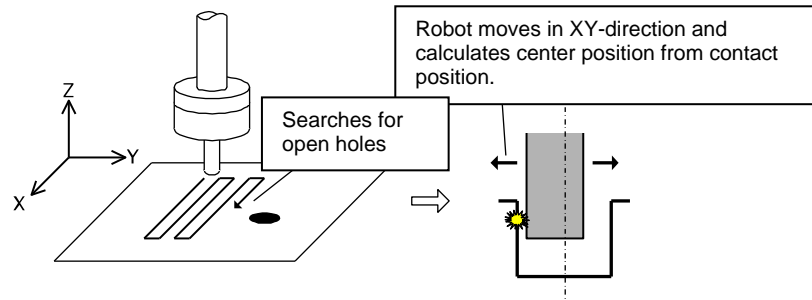 Robot moves in XY-direction and
calculates center position from contact
position.
Z
Searches for
open holes
Y
X